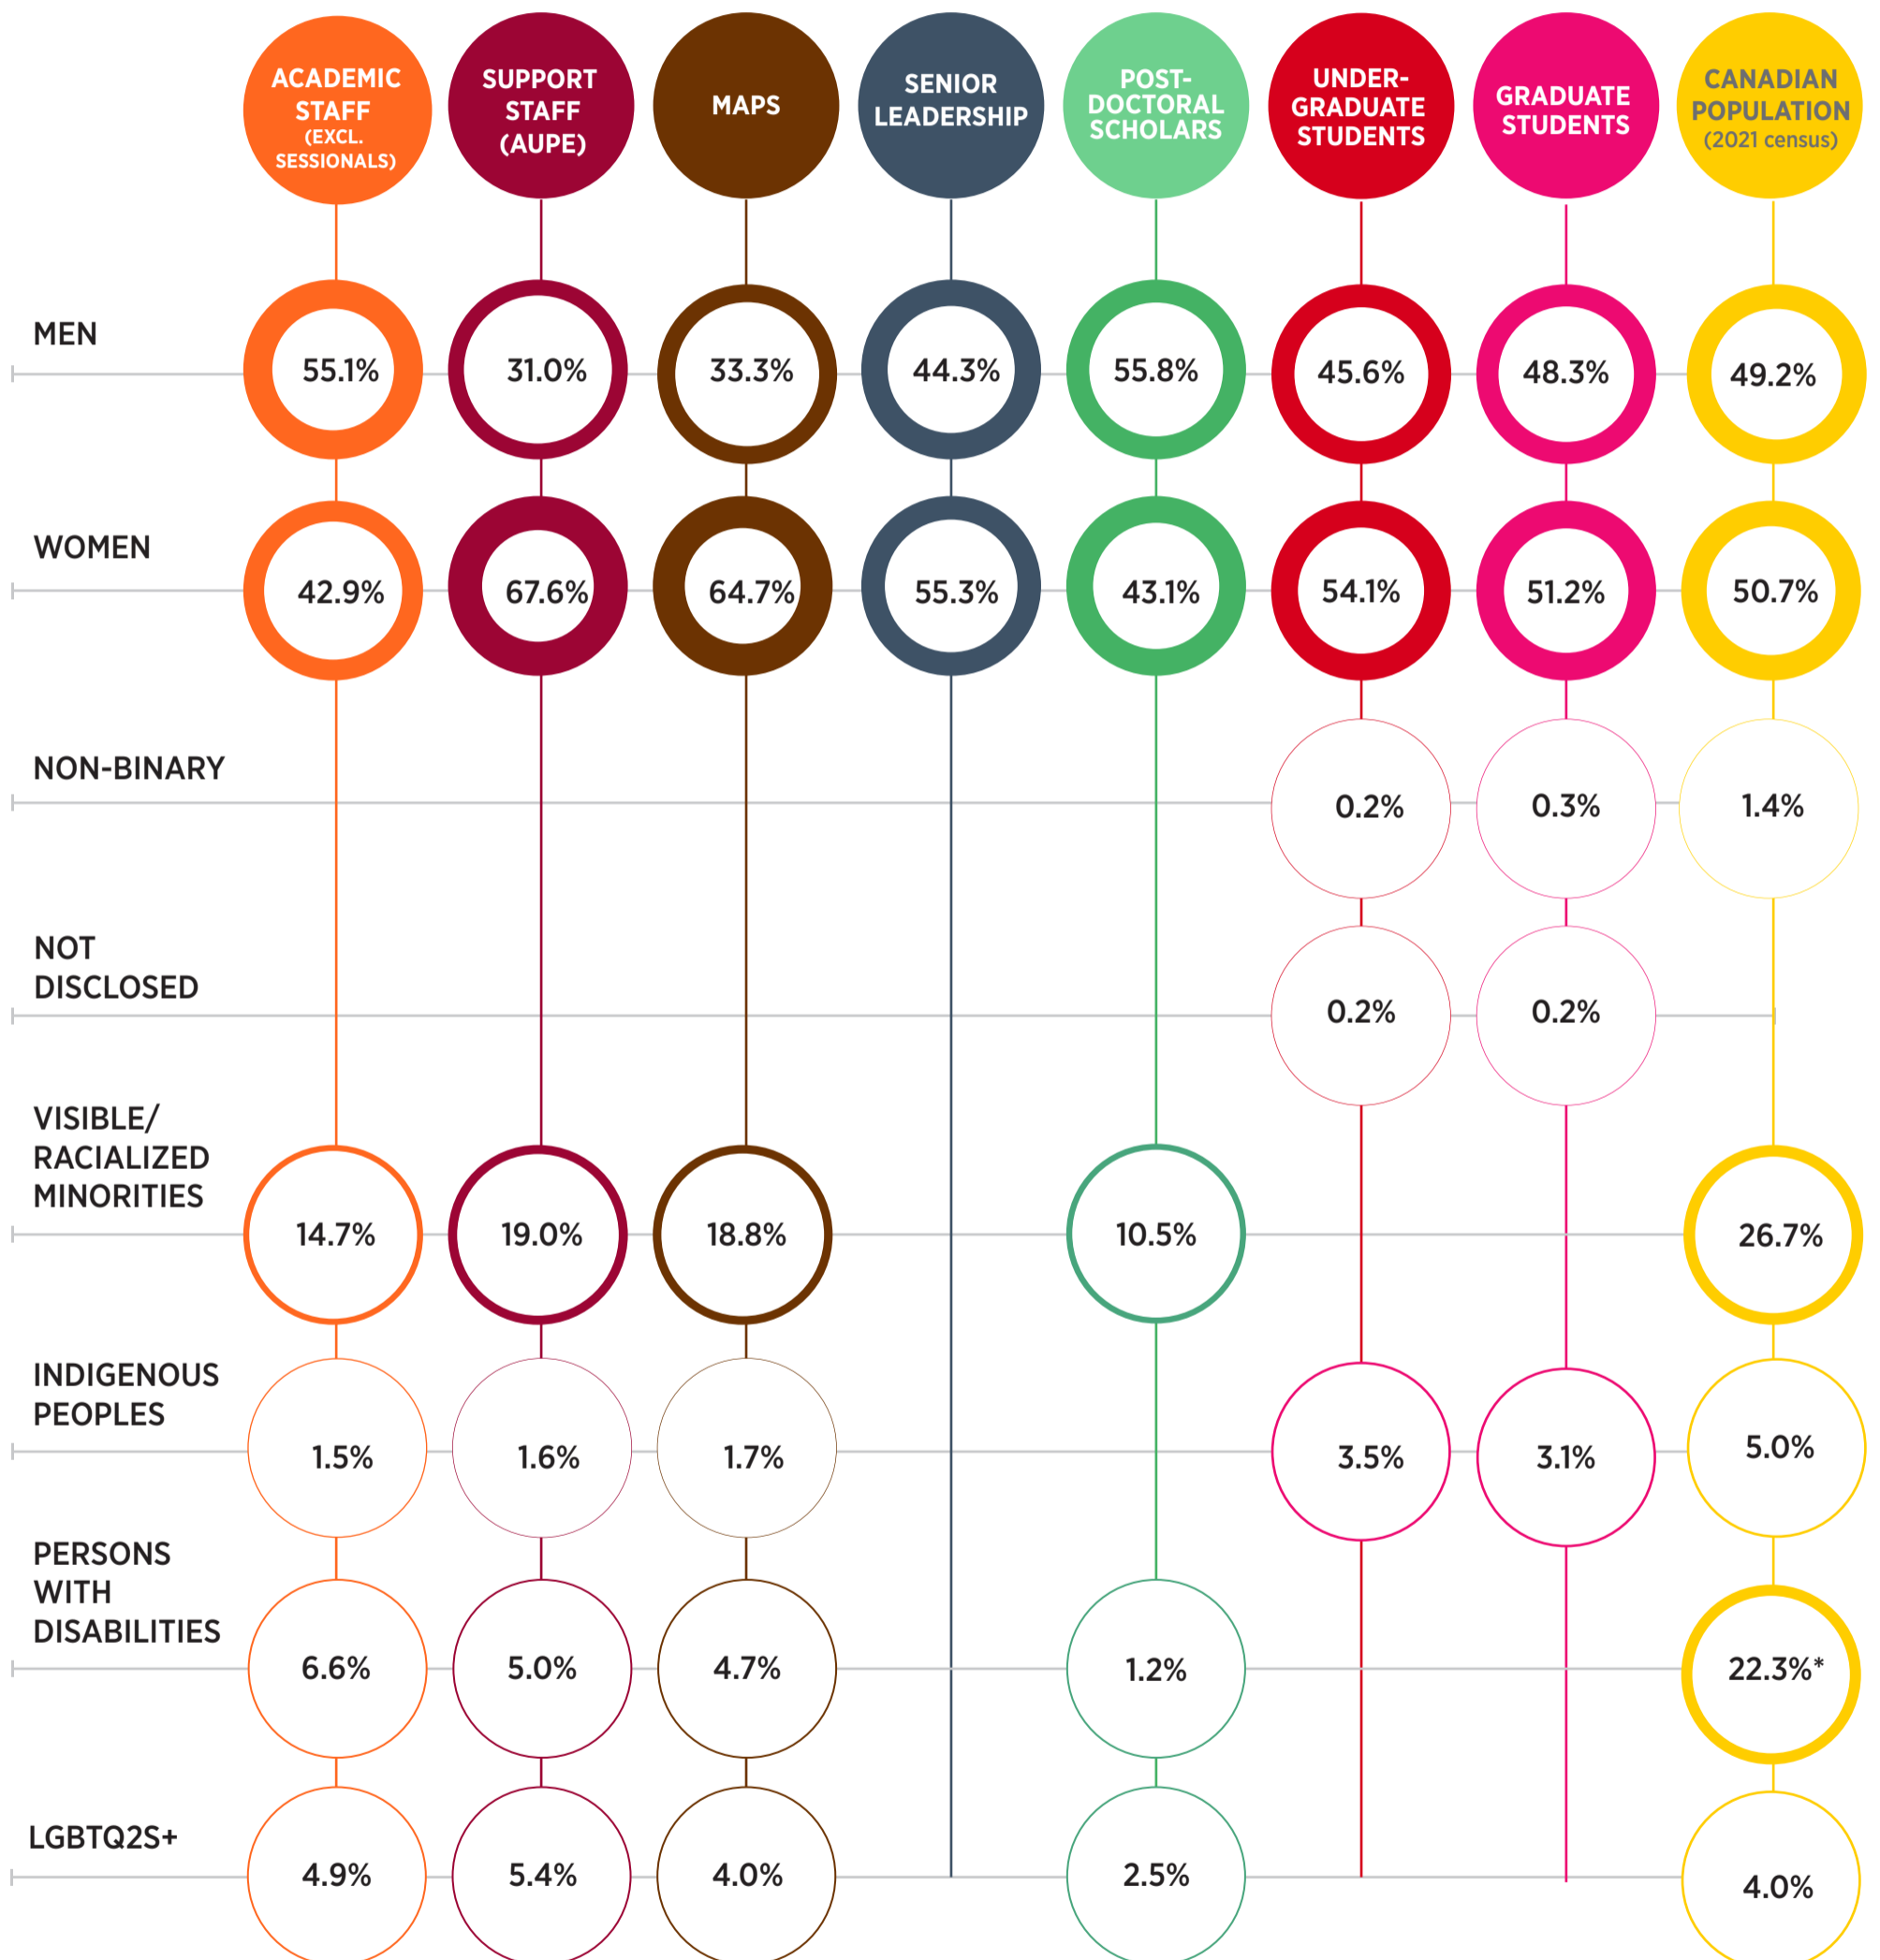 ACADEMIC
STAFF
(EXCL.
SESSIONALS)
SUPPORT
STAFF
(AUPE)
MAPS
SENIOR
LEADERSHIP
POST-
DOCTORAL
SCHOLARS
UNDER-
GRADUATE
STUDENTS
GRADUATE
STUDENTS
CANADIAN
POPULATION
(2021 census)
MEN
55.1% 31.0% 33.3% 44.3% 55.8% 45.6% 48.3% 49.2%
WOMEN
42.9% 67.6% 64.7% 55.3% 43.1% 54.1% 51.2% 50.7%
NON-BINARY
0.2% 0.3% 1.4%
NOT
DISCLOSED
0.2% 0.2%
VISIBLE/
RACIALIZED
MINORITIES
14.7% 19.0% 18.8% 10.5% 26.7%
INDIGENOUS
PEOPLES
1.5% 1.6% 1.7% 3.5% 3.1% 5.0%
PERSONS
WITH
DISABILITIES
6.6% 5.0% 4.7% 1.2% 22.3%*
LGBTQ2S+
4.9% 5.4% 4.0% 2.5% 4.0%